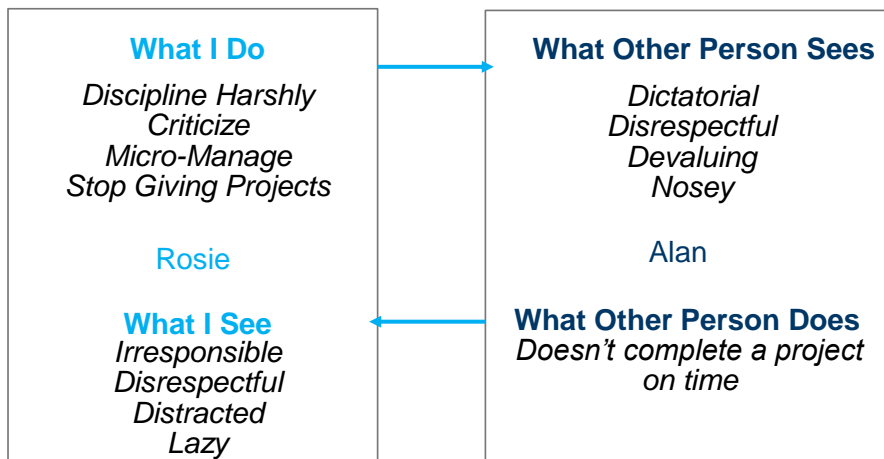 What I Do
Discipline Harshly
Criticize
Micro-Manage
Stop Giving Projects
Rosie
What I See
Irresponsible
Disrespectful
Distracted
Lazy
What Other Person Sees
Dictatorial
Disrespectful
Devaluing
Nosey
Alan
What Other Person Does
Doesn’t complete a project
on time